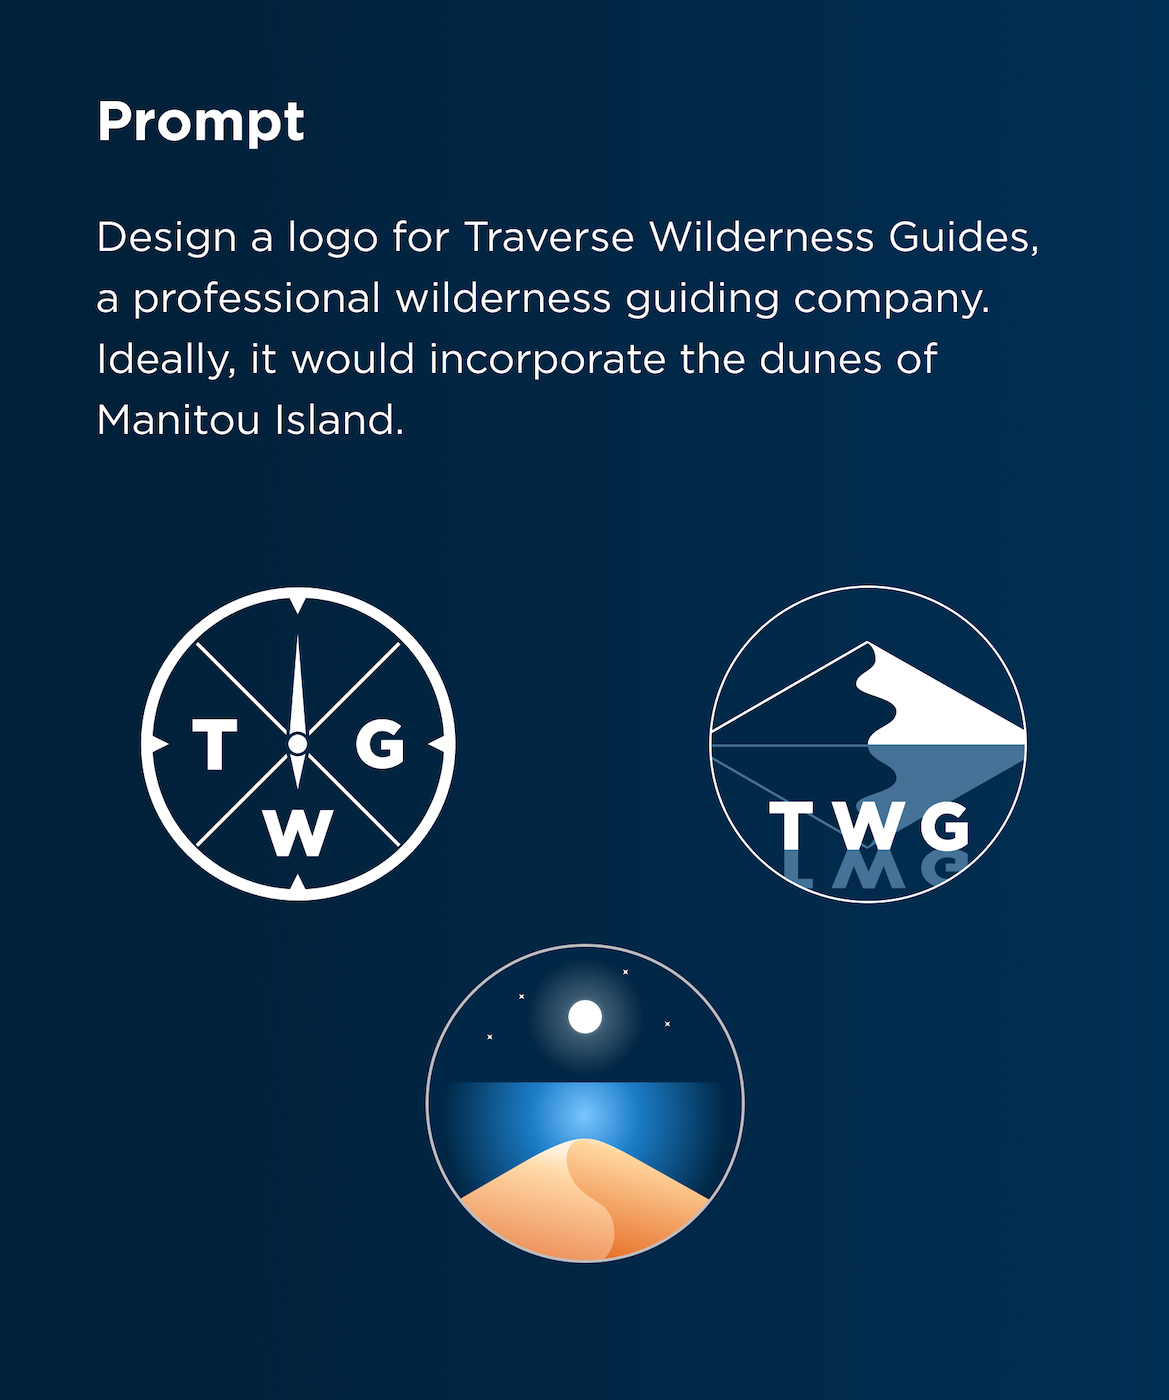 Prompt
Design a logo for Traverse Wilderness Guides,
a professional wilderness guiding company.
Ideally, it would incorporate the dunes of
Manitou Island.
T G
W
TWG